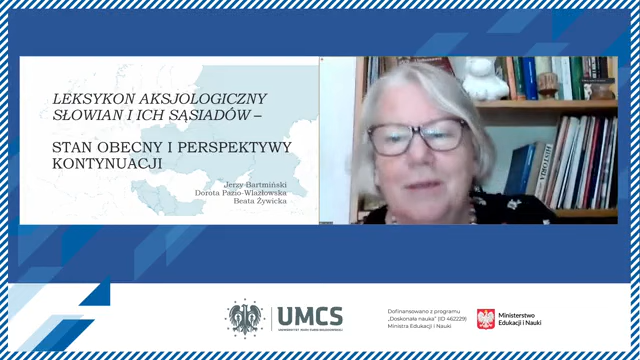 LEKSYKON AKSJOLOGICZNY
SŁOWIAN I ICH SĄSIADÓW –
STAN OBECNY I PERSPEKTYWY
KONTYNUACJI
Jerzy Bartmiński
Dorota Pazio-Wlazłowska
Beata Żywicka
UMCS
Dofinansowano z programu
„Doskonała nauka” (ID 462229)
Ministra Edukacji i Nauki
Ministerstwo
Edukacji i Nauki